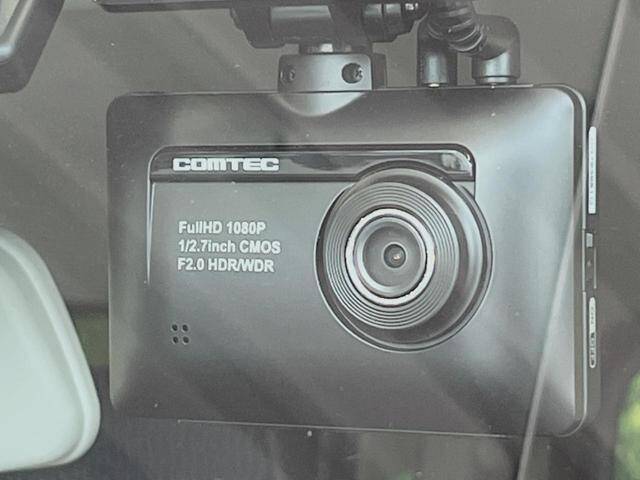 COMTEC
FullHD 1080P
1/2.7inch CMOS
F2.0 HDR/WDR